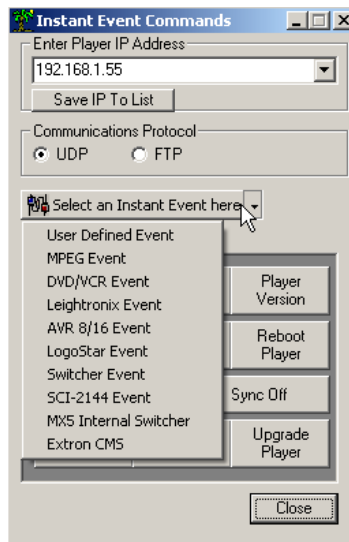 Instant Event Commands
Enter Player IP Address
192.168.1.55
Save IP To List
Communications Protocol
UDP
FTP
Select an Instant Event here
User Defined Event
MPEG Event
DVD/VCR Event
Leightronix Event
AVR 8/16 Event
LogoStar Event
Switcher Event
SCI-2144 Event
MX5 Internal Switcher
Extron CMS
Player
Version
Reboot
Player
Sync Off
Upgrade
Player
Close